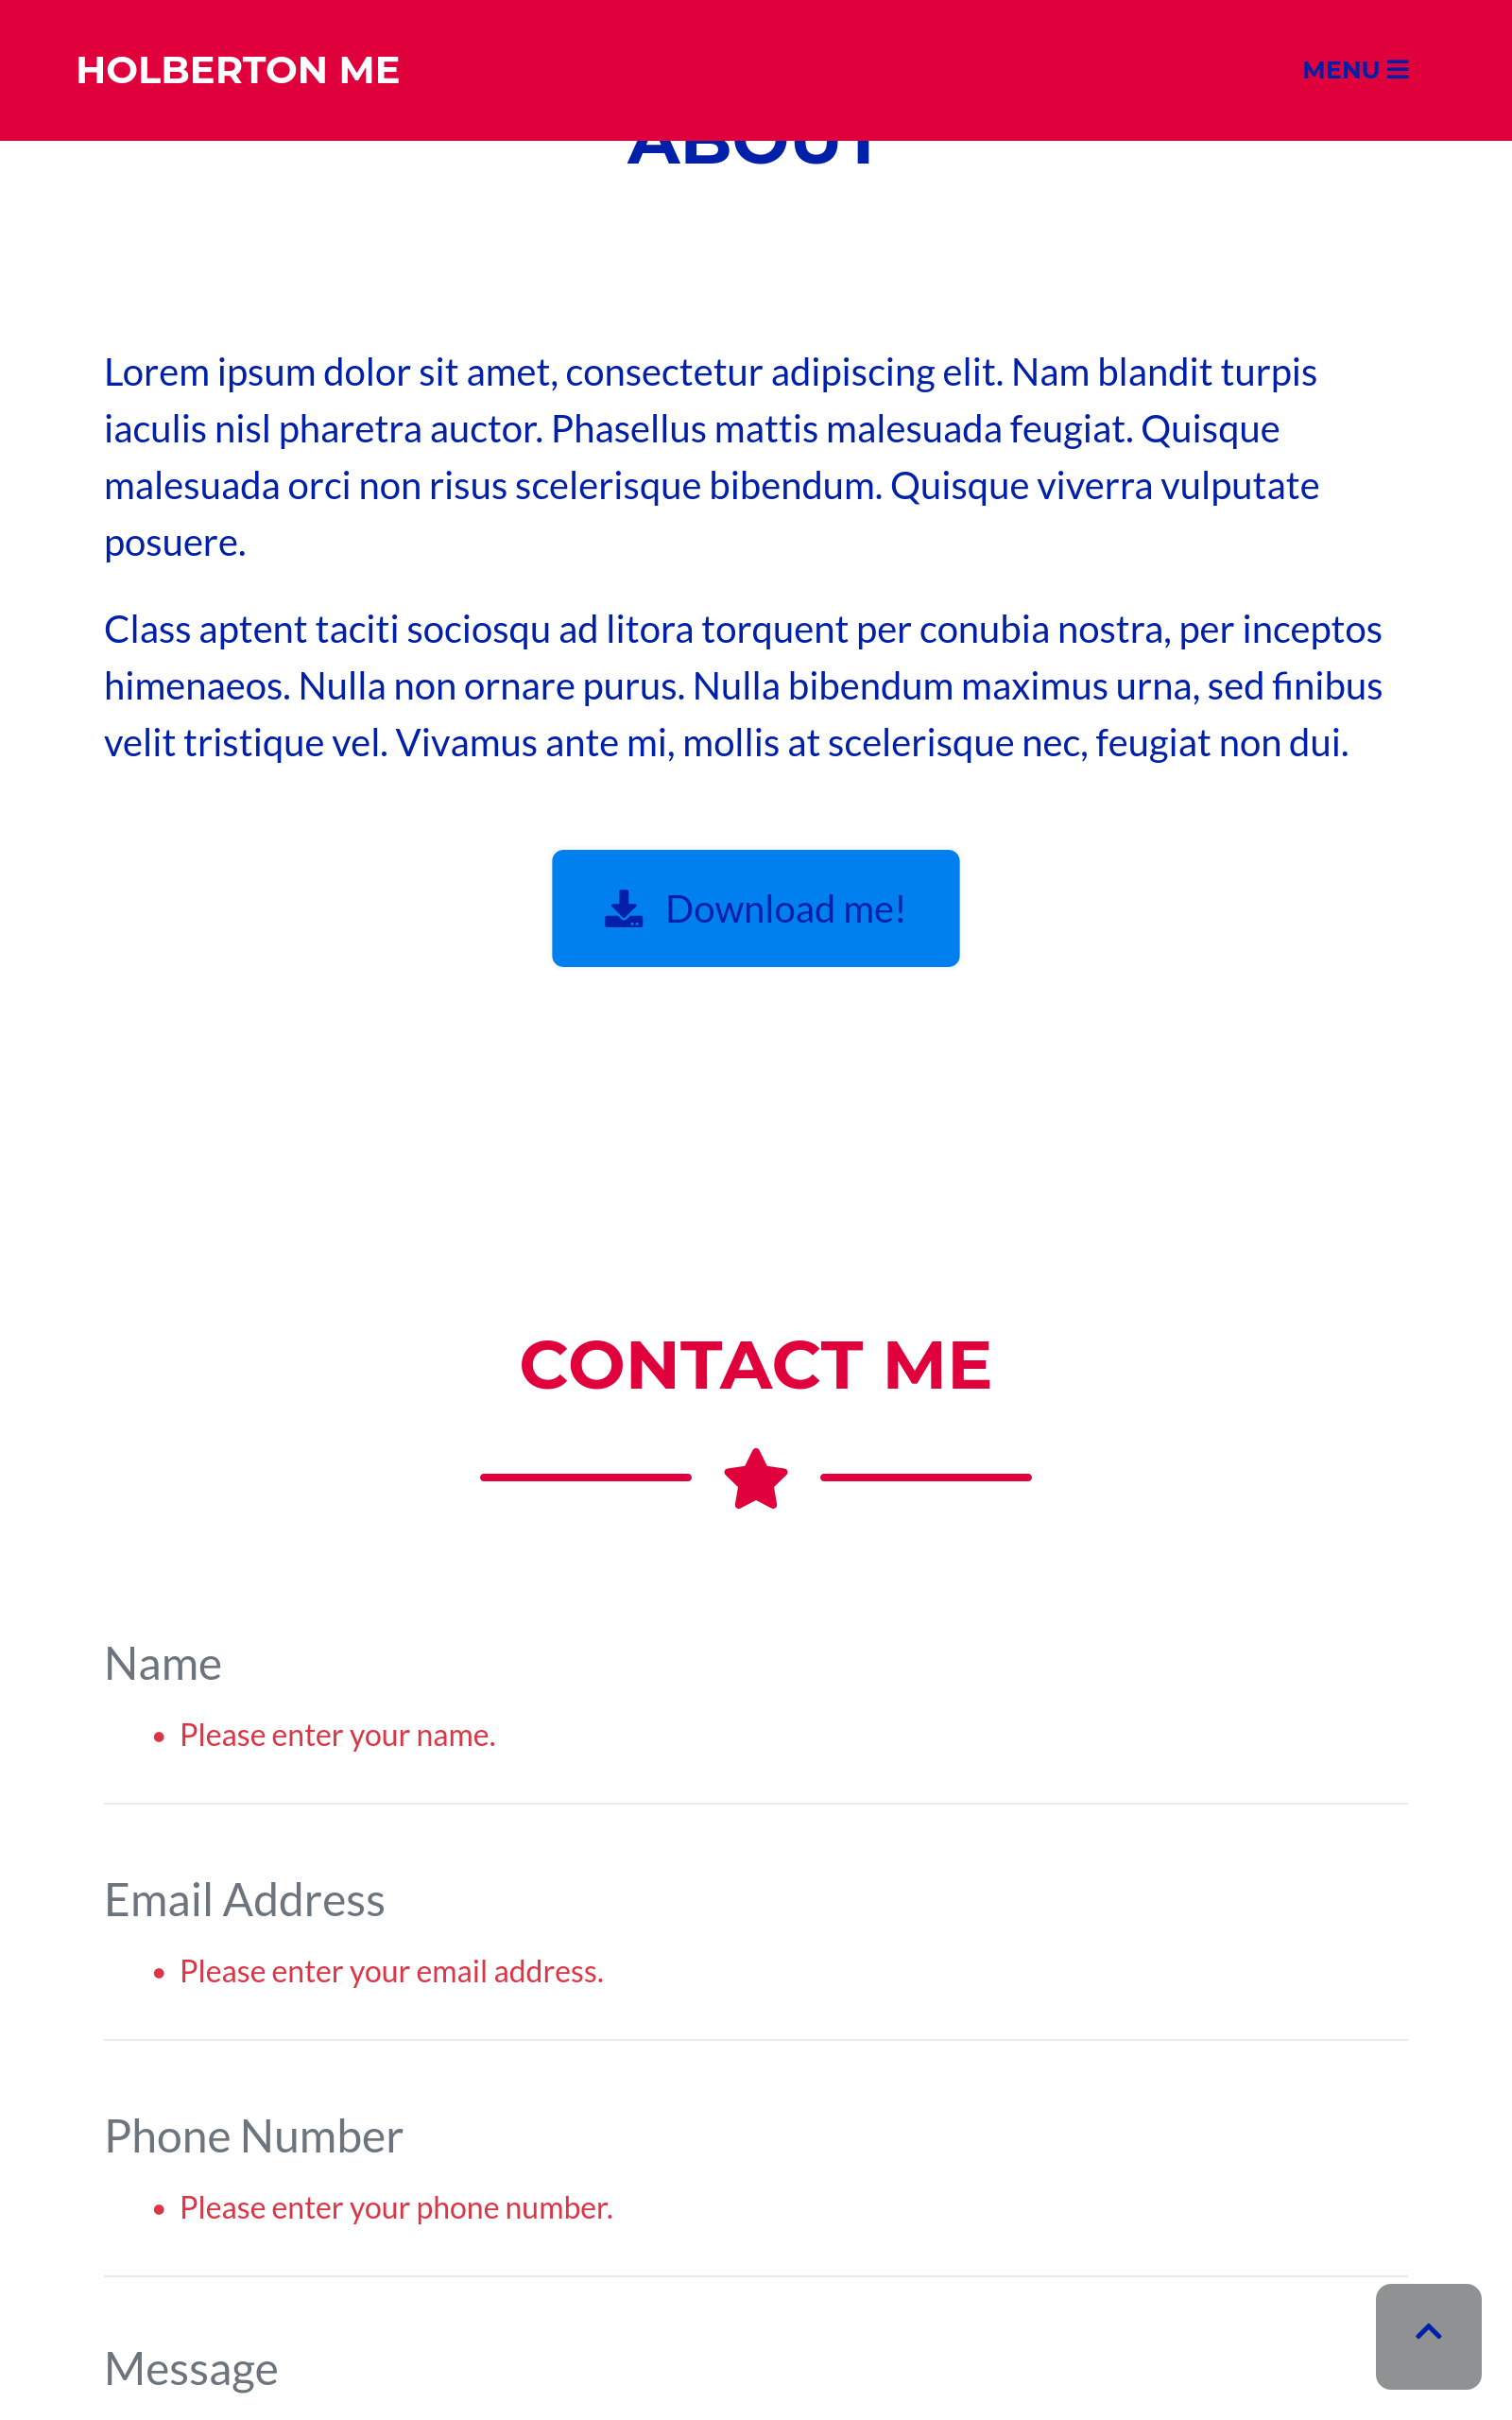 HOLBERTON ME
MENU
ABOUT
Lorem ipsum dolor sit amet, consectetur adipiscing elit. Nam blandit turpis
iaculis nisl pharetra auctor. Phasellus mattis malesuada feugiat. Quisque
malesuada orci non risus scelerisque bibendum. Quisque viverra vulputate
posuere.
Class aptent taciti sociosqu ad litora torquent per conubia nostra, per inceptos
himenaeos. Nulla non ornare purus. Nulla bibendum maximus urna, sed finibus
velit tristique vel. Vivamus ante mi, mollis at scelerisque nec, feugiat non dui.
Download me!
CONTACT ME
Name
• Please enter your name.
Email Address
• Please enter your email address.
Phone Number
• Please enter your phone number.
Message